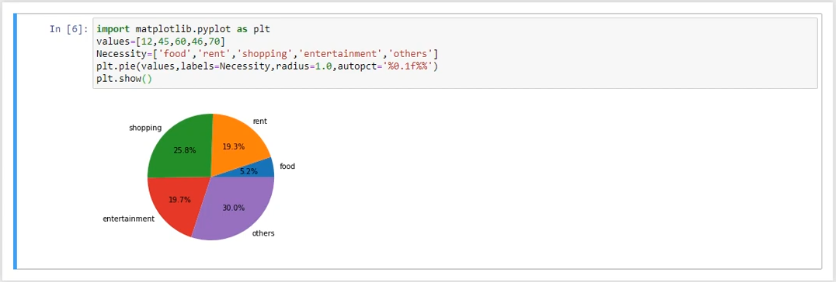 In [6]: import matplotlib.pyplot as plt
values=[12,45,60,46,70]
Necessity=['food','rent','shopping','entertainment','others']
plt.pie(values,labels=Necessity,radius=1.0,autopct='%0.1f%%')
plt.show()
shopping
rent
25.8%
19.3%
food
5.2%
19.7%
30.0%
entertainment
others